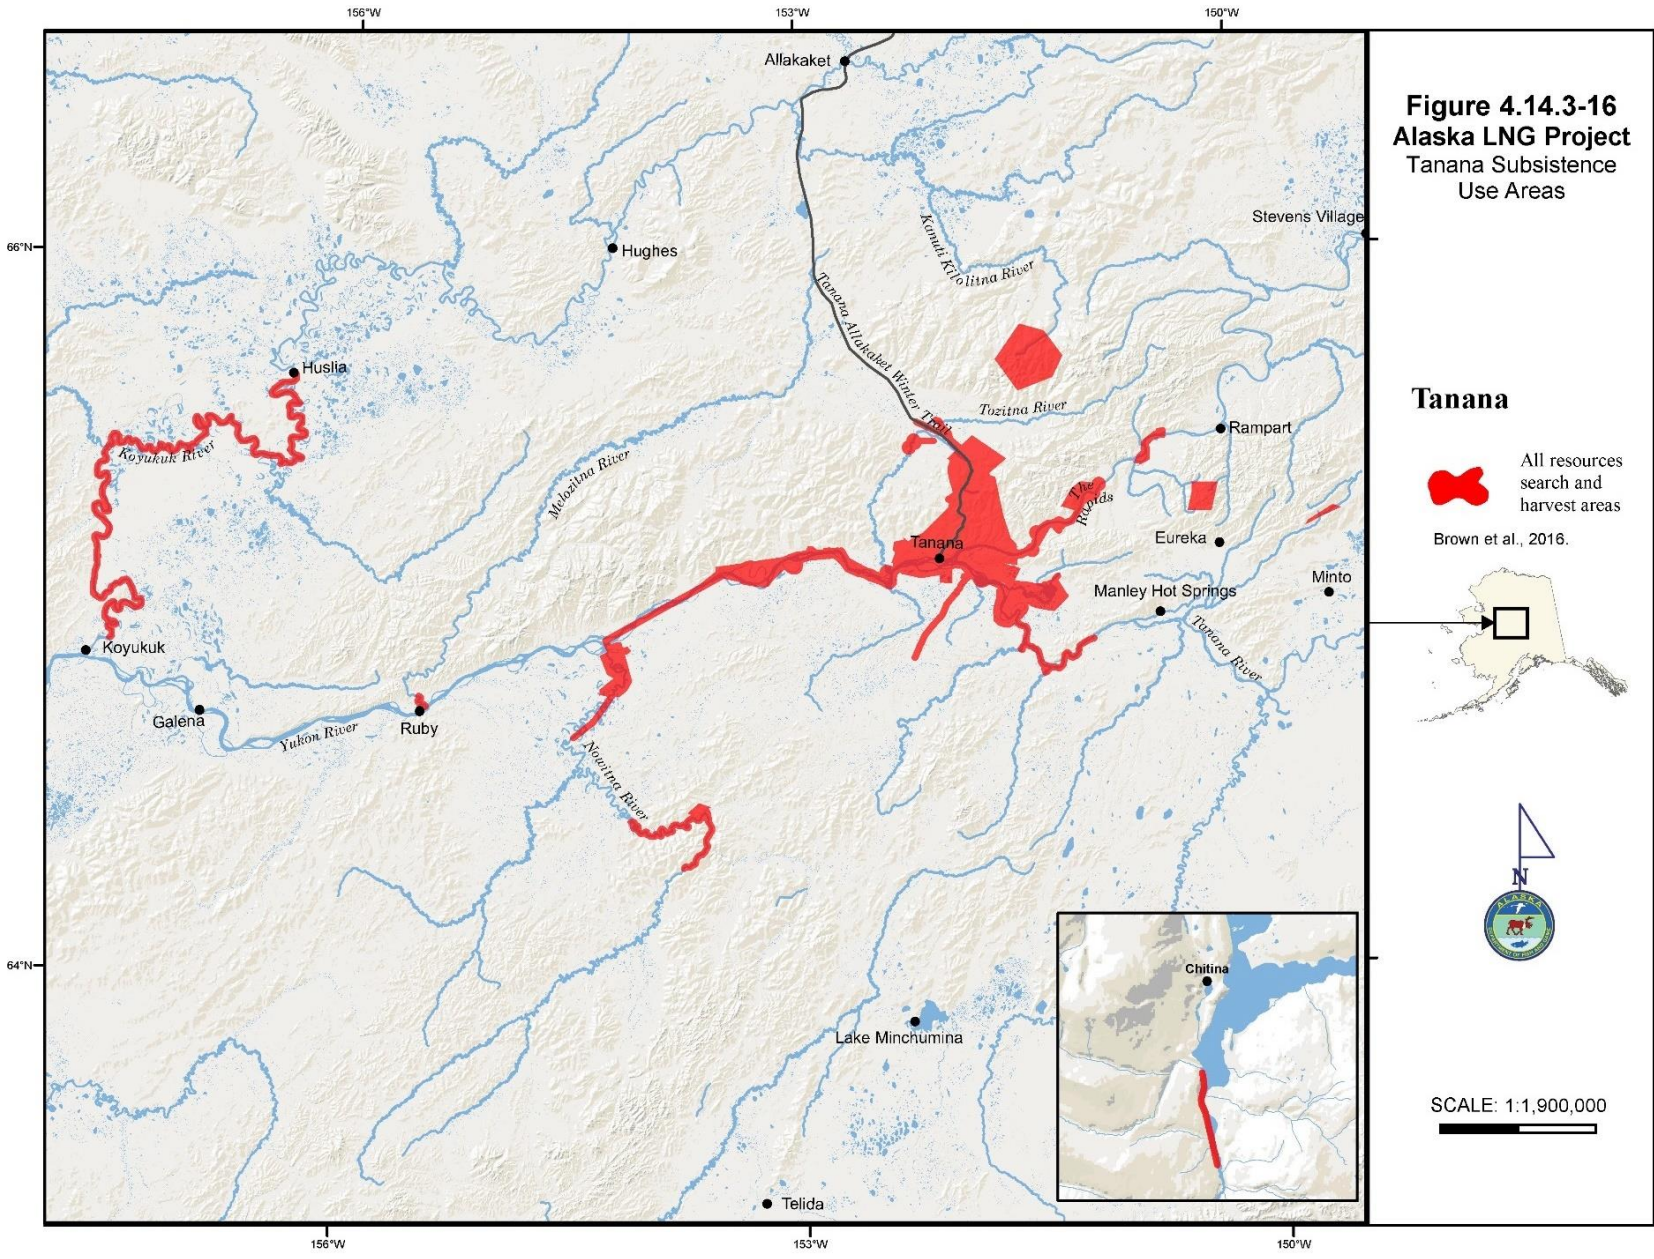 156°W
153°W
150°W
Allakaket
Figure 4.14.3-16
Alaska LNG Project
Tanana Subsistence
Use Areas
Stevens Village
66°N
Hughes
Kanuti Kilolitna River
Tanana Allakaket Winter Trail
Huslia
Tozitna River
Tanana
Rampart
Koyukuk River
Melozitna River
All resources
search and
harvest areas
The
Rapids
Eureka
Brown et al., 2016.
Tanana
Minto
Manley Hot Springs
Tanana River
Koyukuk
Galena
Ruby
Yukon River
Nowitna River
N
ALASKA
64°N
Chitina
Lake Minchumina
SCALE: 1:1,900,000
Telida
156°W
153°W
150°W